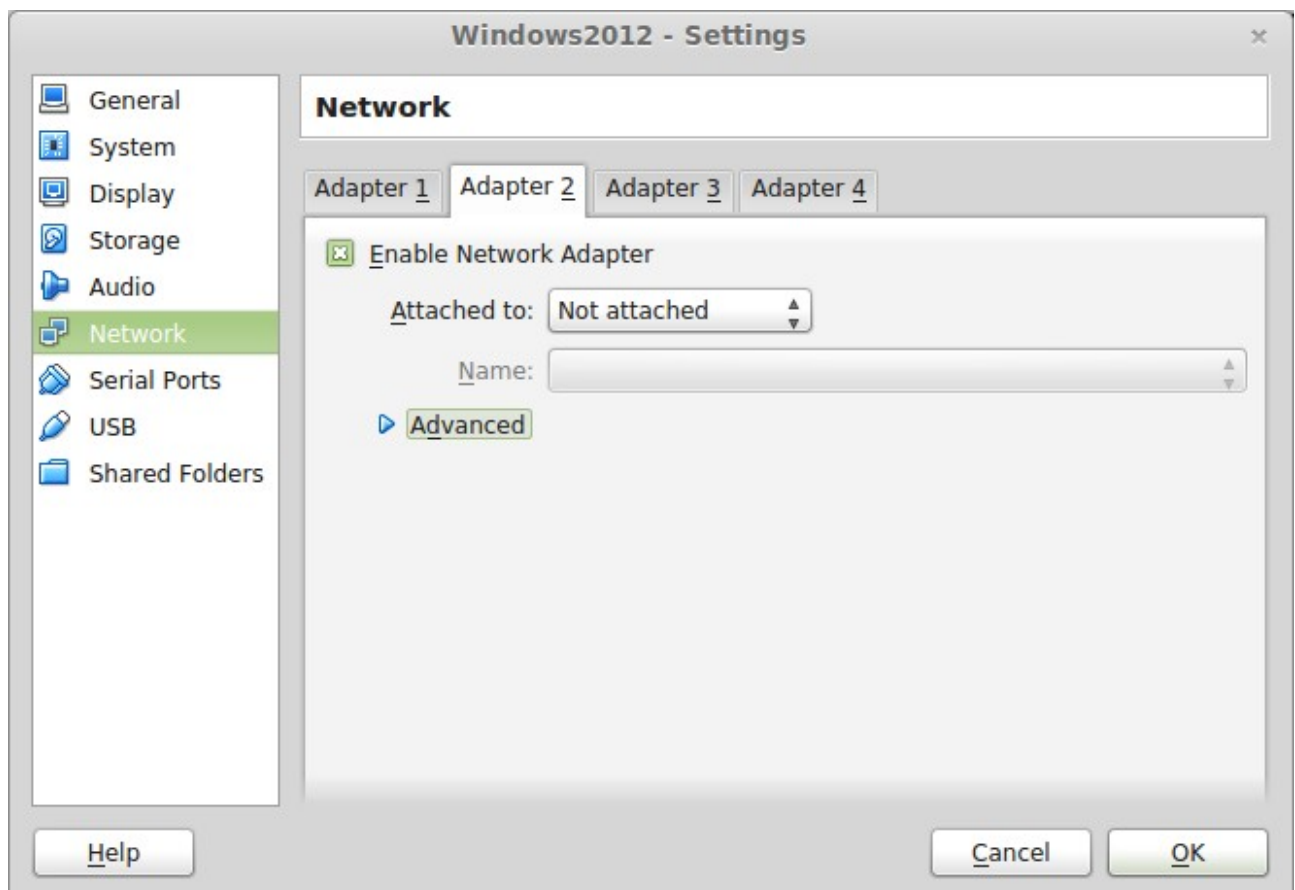 Windows2012 - Settings
General
System
Display
Storage
Audio
Network
Serial Ports
USB
Shared Folders
Network
Adapter 1 Adapter 2 Adapter 3 Adapter 4
Enable Network Adapter
Attached to: Not attached
Name:
Advanced
Help Cancel OK